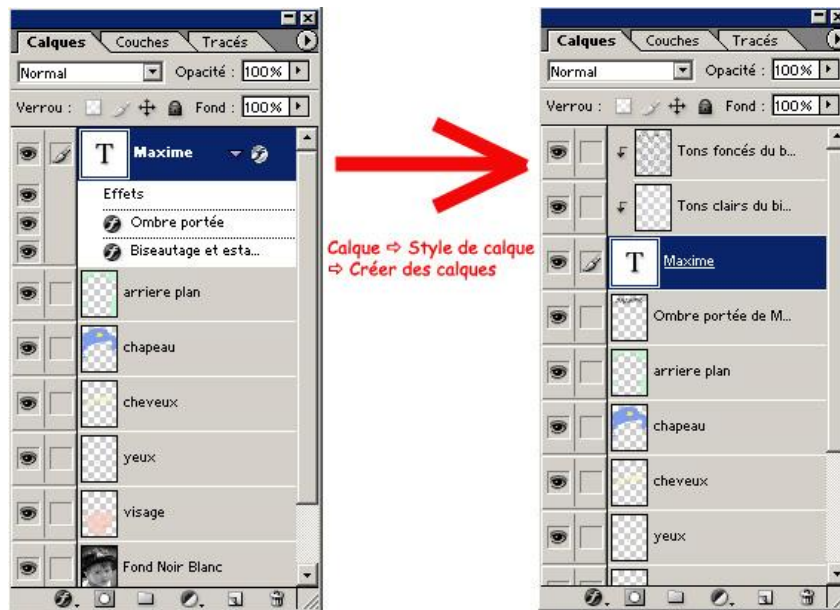 Calques Couches Tracés
Normal Opacité : 100%
Verrou : Fond : 100%
T Maxime
Effets
Ombre portée
Biseautage et esta...
arriere plan
chapeau
cheveux
yeux
visage
Fond Noir Blanc
Calque ⇨ Style de calque
⇨ Créer des calques
Calques Couches Tracés
Normal Opacité : 100%
Verrou : Fond : 100%
Tons foncés du b...
Tons clairs du bi...
T Maxime
Ombre portée de M...
arriere plan
chapeau
cheveux
yeux